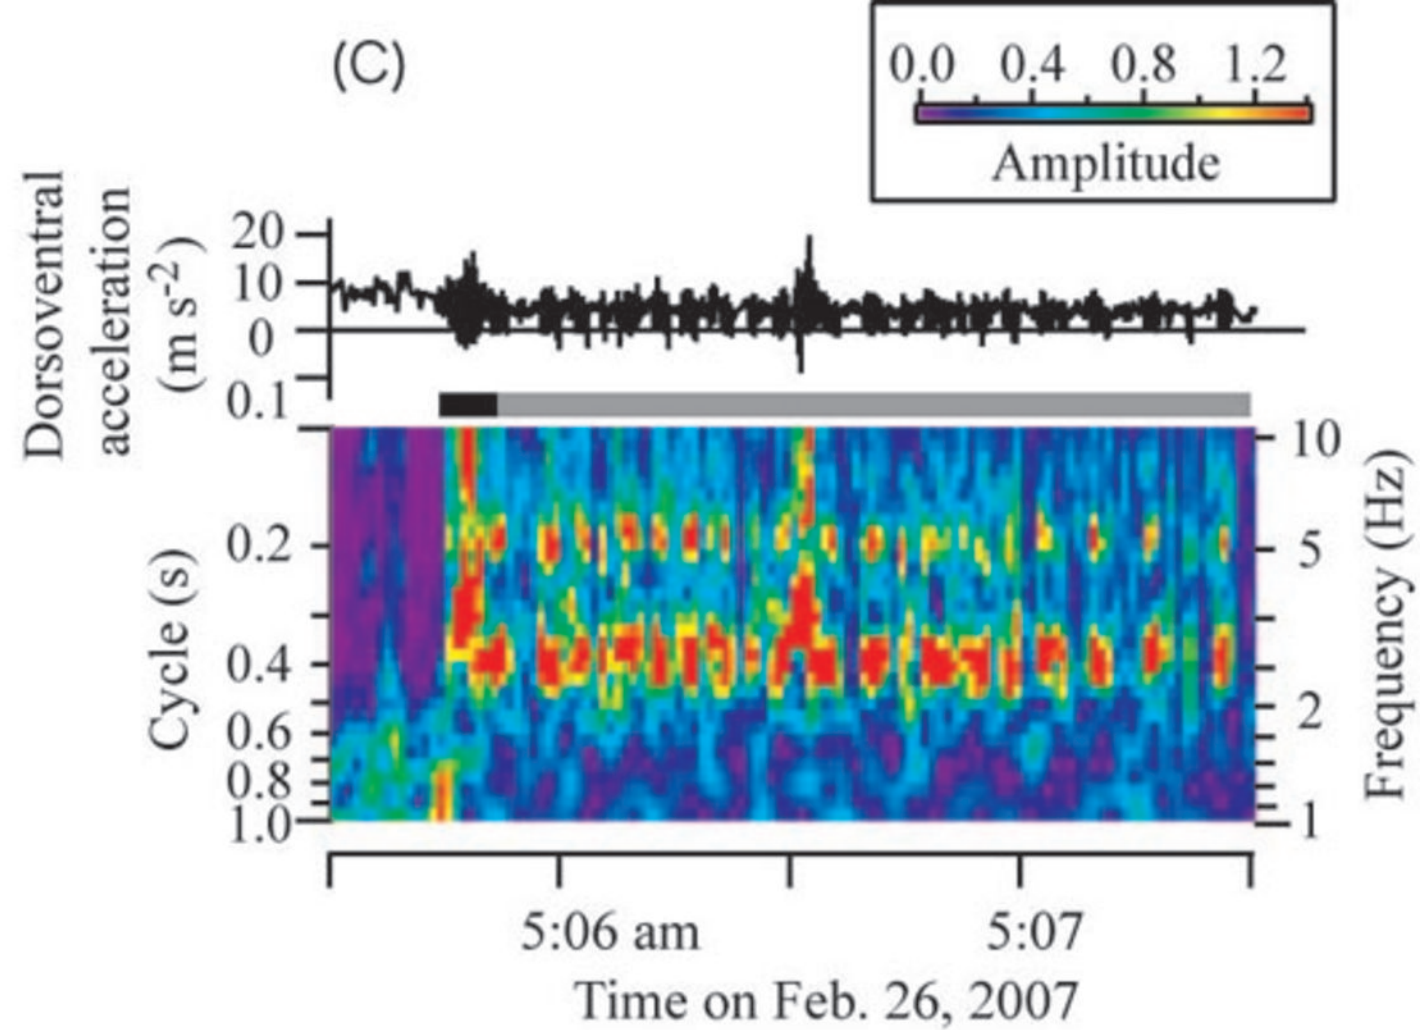 (C)
0.0 0.4 0.8 1.2
Amplitude
Dorsoventral
acceleration
(m s-2)
20
10
0
0.1
0.2
0.4
0.6
0.8
1.0
Cycle (s)
10
5
2
1
Frequency (Hz)
5:06 am 5:07
Time on Feb. 26, 2007